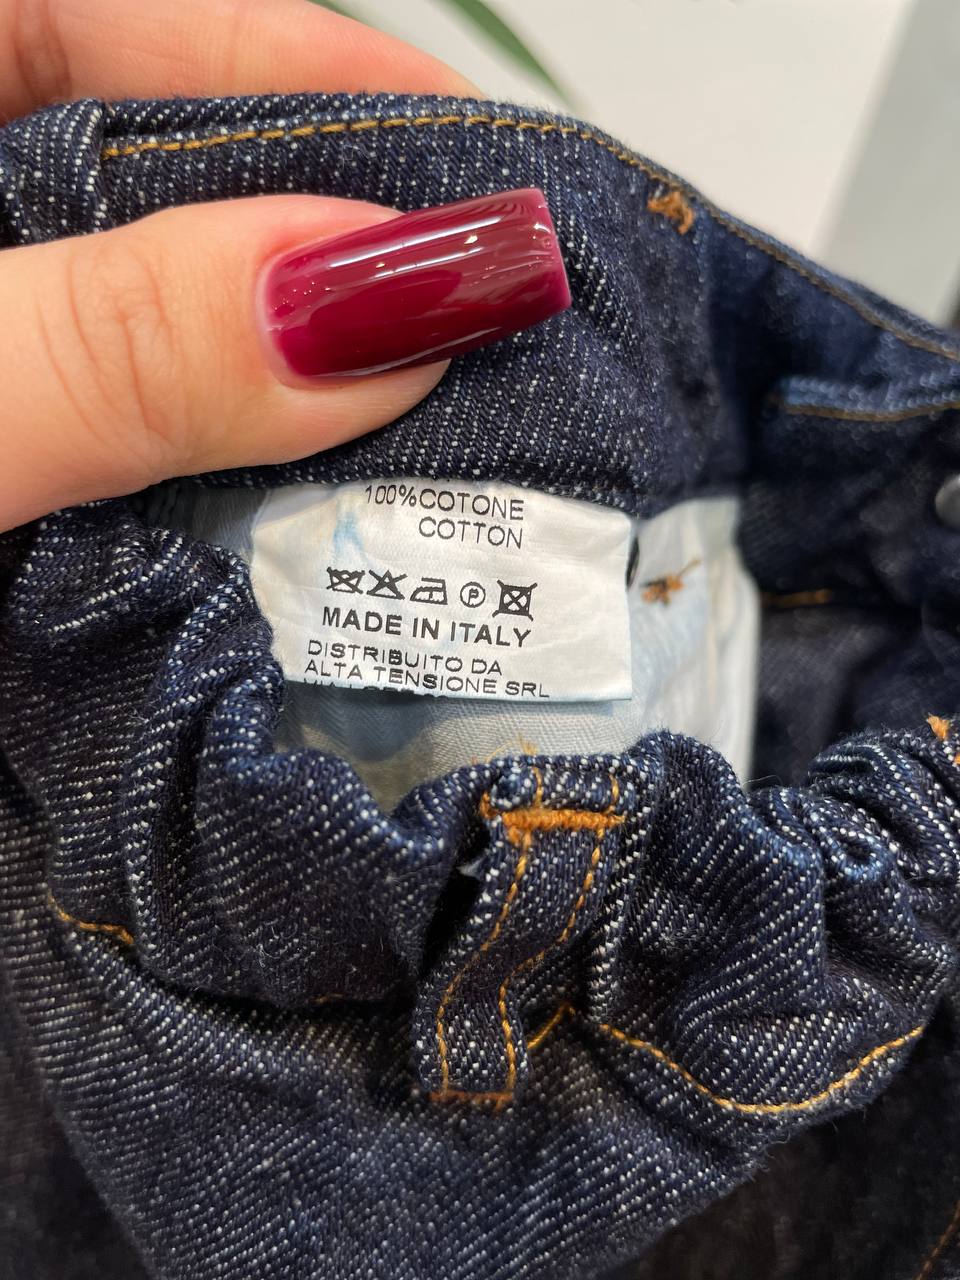 100%COTONE
COTTON
P
MADE IN ITALY
DISTRIBUITO DA
ALTA TENSIONE SRL